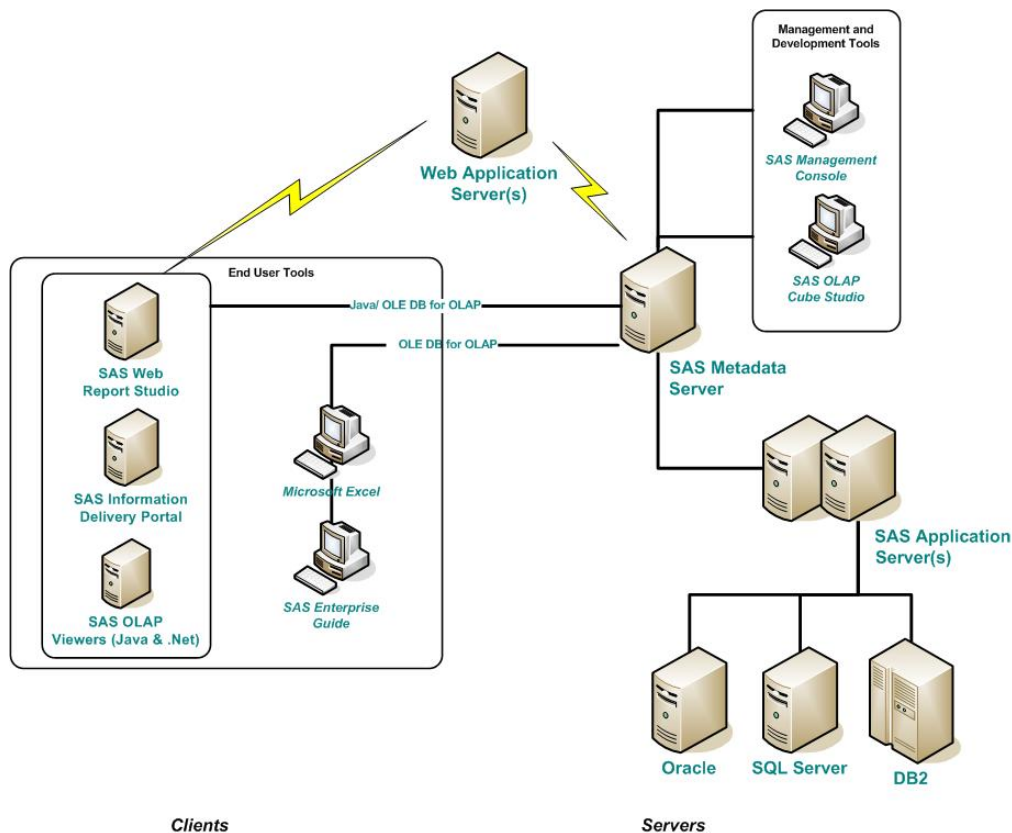 Management and
Development Tools
SAS Management
Console
SAS OLAP
Cube Studio
Web Application
Server(s)
End User Tools
Java/ OLE DB for OLAP
OLE DB for OLAP
SAS Web
Report Studio
SAS Information
Delivery Portal
SAS OLAP
Viewers (Java & .Net)
Microsoft Excel
SAS Enterprise
Guide
SAS Metadata
Server
SAS Application
Server(s)
Oracle
SQL Server
DB2
Clients
Servers